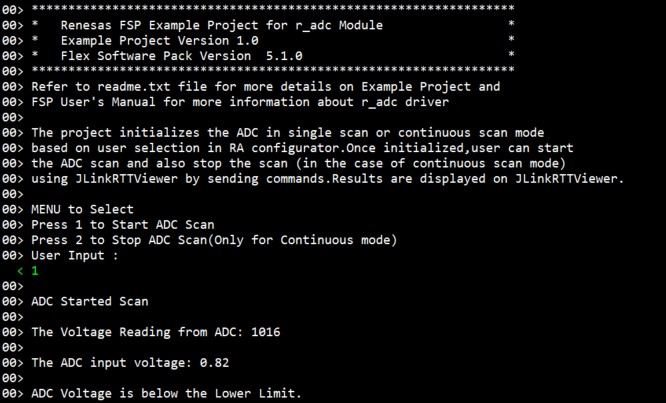 00> ****************************************************************
00> *   Renesas FSP Example Project for r_adc Module                *
00> *   Example Project Version 1.0                                 *
00> *   Flex Software Pack Version  5.1.0                           *
00> ****************************************************************
00> Refer to readme.txt file for more details on Example Project and
00> FSP User's Manual for more information about r_adc driver
00>
00> The project initializes the ADC in single scan or continuous scan mode
00> based on user selection in RA configurator.Once initialized,user can start
00> the ADC scan and also stop the scan (in the case of continuous scan mode)
00> using JLinkRTTViewer by sending commands.Results are displayed on JLinkRTTViewer.
00>
00> MENU to Select
00> Press 1 to Start ADC Scan
00> Press 2 to Stop ADC Scan(Only for Continuous mode)
00> User Input :
< 1
00>
00> ADC Started Scan
00>
00> The Voltage Reading from ADC: 1016
00>
00> The ADC input voltage: 0.82
00>
00> ADC Voltage is below the Lower Limit.